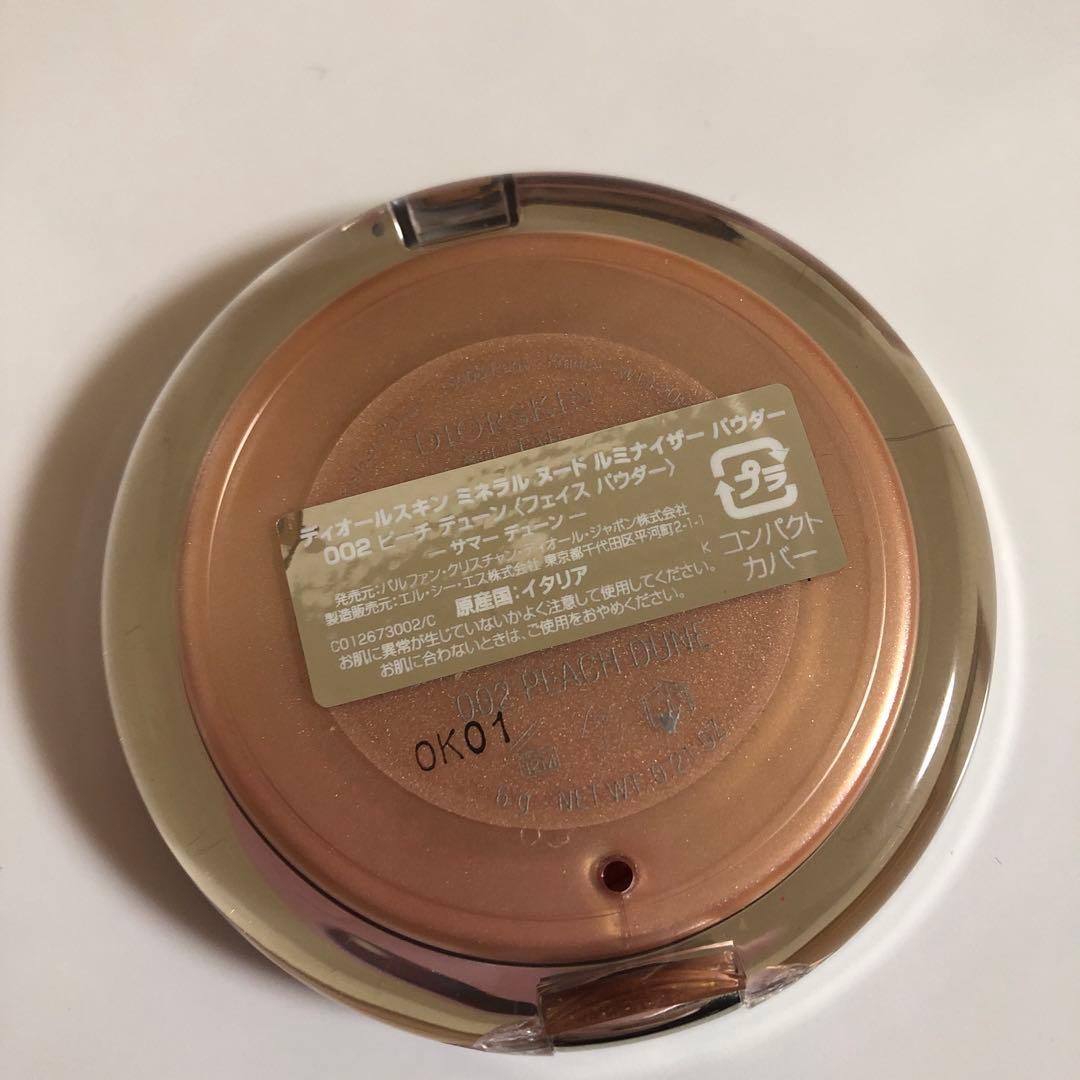 DIORSKIN
ディオールスキン ミネラル ヌード ルミナイザー パウダー
002 ピーチ デューン〈フェイス パウダー〉
— サマー デューン —
発売元:パルファン・クリスチャン・ディオール・ジャポン株式会社
製造販売元:エル・シー・エス株式会社 東京都千代田区平河町2-1-1
原産国:イタリア
C012673002/C
K
お肌に異常が生じていないかよく注意して使用してください。
お肌に合わないときは、ご使用をおやめください。
プラ
コンパクト
カバー
002 PEACH DUNE
0K01
6 g NET WT. 0.21 OZ